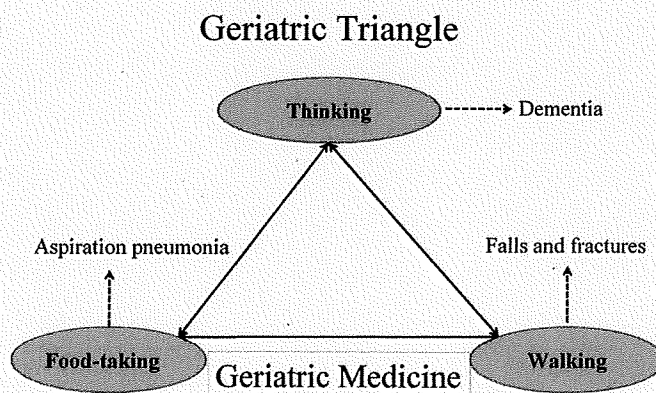 Geriatric Triangle
Thinking
Dementia
Aspiration pneumonia
Falls and fractures
Food-taking
Walking
Geriatric Medicine